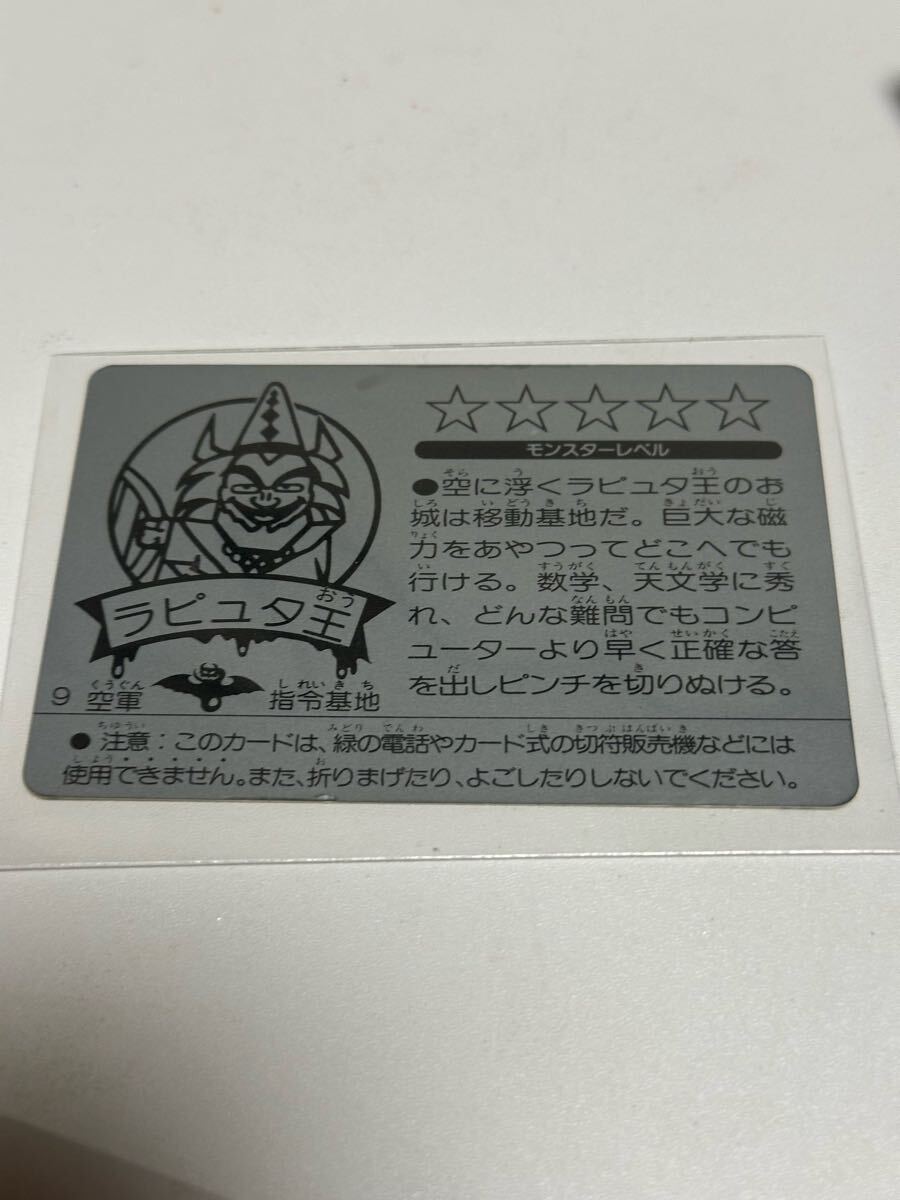 ☆☆☆☆☆
モンスターレベル
●空に浮くラピュタ王のお
城は移動基地だ。巨大な磁
力をあやつってどこへでも
行ける。数学、天文学に秀
れ、どんな難問でもコンピ
ューターより早く正確な答
を出しピンチを切りぬける。
ラピュタ王
9 空軍 指令基地
●注意：このカードは、緑の電話やカード式の切符販売機などには
使用できません。また、折りまげたり、よごしたりしないでください。